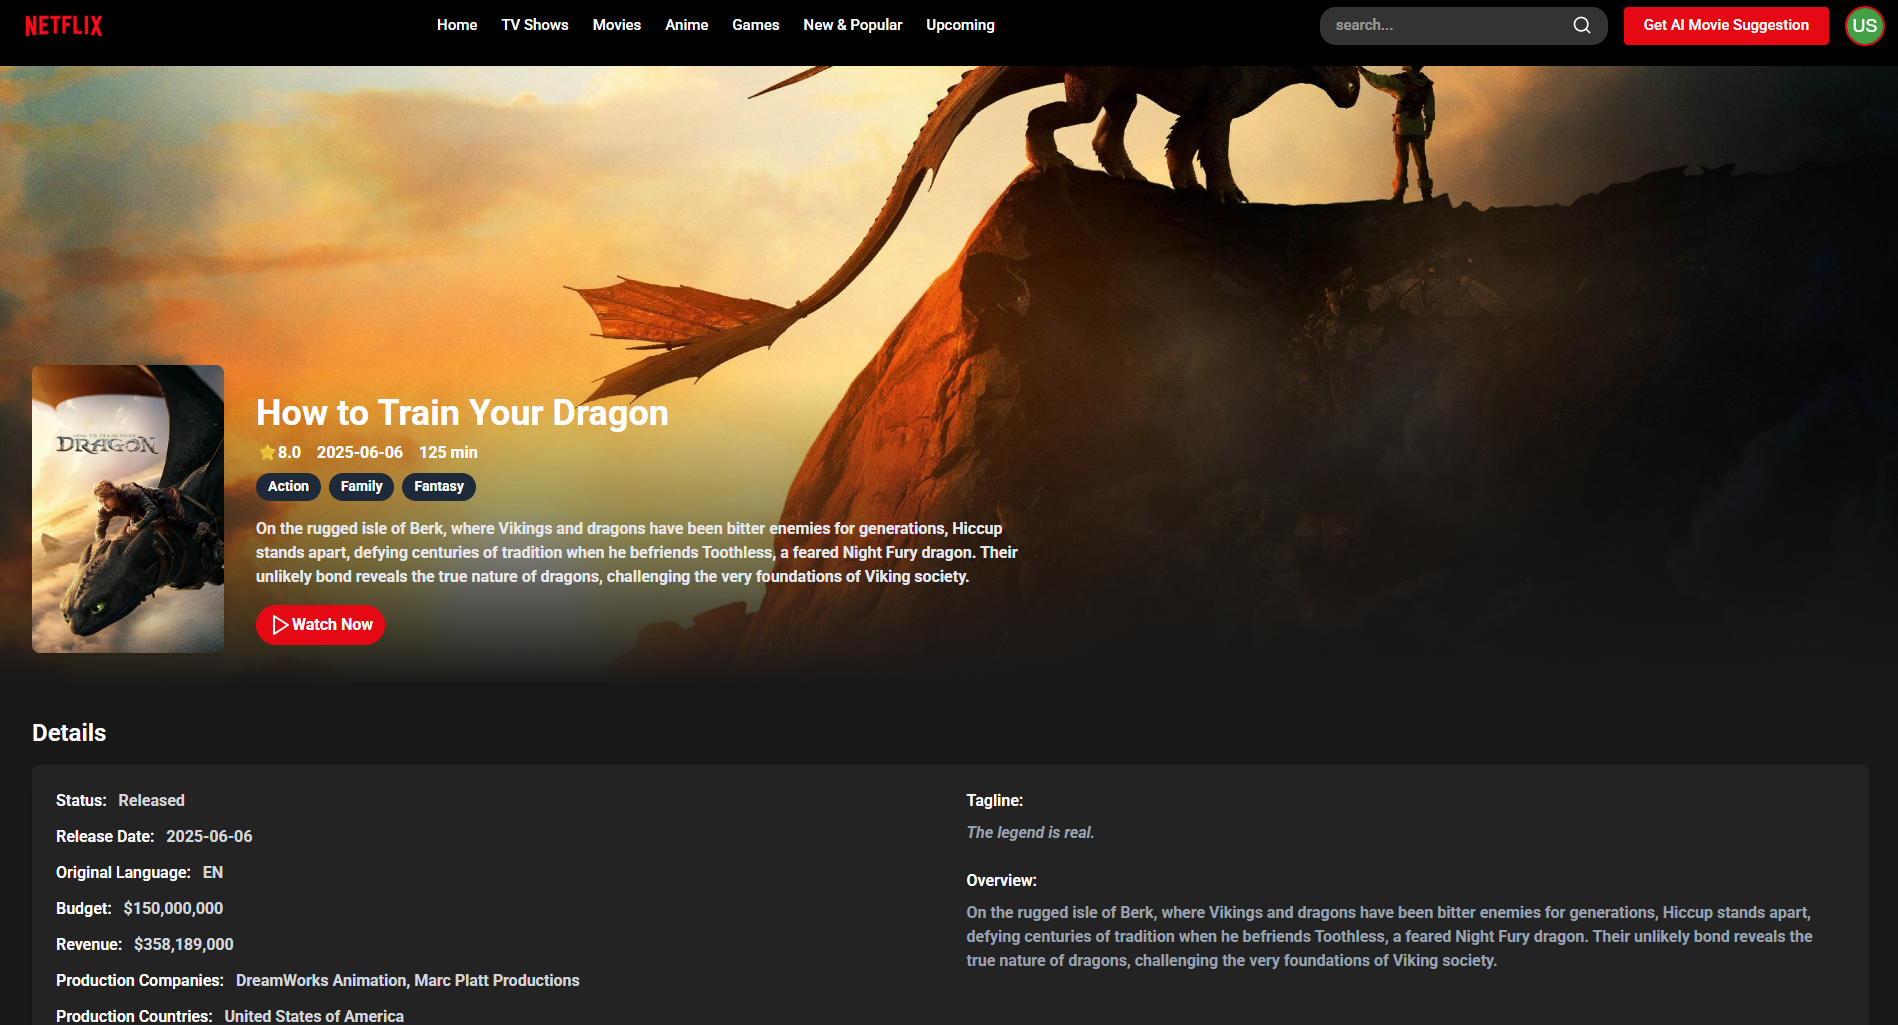 NETFLIX
Home TV Shows Movies Anime Games New & Popular Upcoming
search...
Get AI Movie Suggestion
US
HOW TO TRAIN YOUR
DRAGON
How to Train Your Dragon
8.0 2025-06-06 125 min
Action Family Fantasy
On the rugged isle of Berk, where Vikings and dragons have been bitter enemies for generations, Hiccup
stands apart, defying centuries of tradition when he befriends Toothless, a feared Night Fury dragon. Their
unlikely bond reveals the true nature of dragons, challenging the very foundations of Viking society.
Watch Now
Details
Status: Released
Release Date: 2025-06-06
Original Language: EN
Budget: $150,000,000
Revenue: $358,189,000
Production Companies: DreamWorks Animation, Marc Platt Productions
Production Countries: United States of America
Tagline:
The legend is real.
Overview:
On the rugged isle of Berk, where Vikings and dragons have been bitter enemies for generations, Hiccup stands apart,
defying centuries of tradition when he befriends Toothless, a feared Night Fury dragon. Their unlikely bond reveals the
true nature of dragons, challenging the very foundations of Viking society.